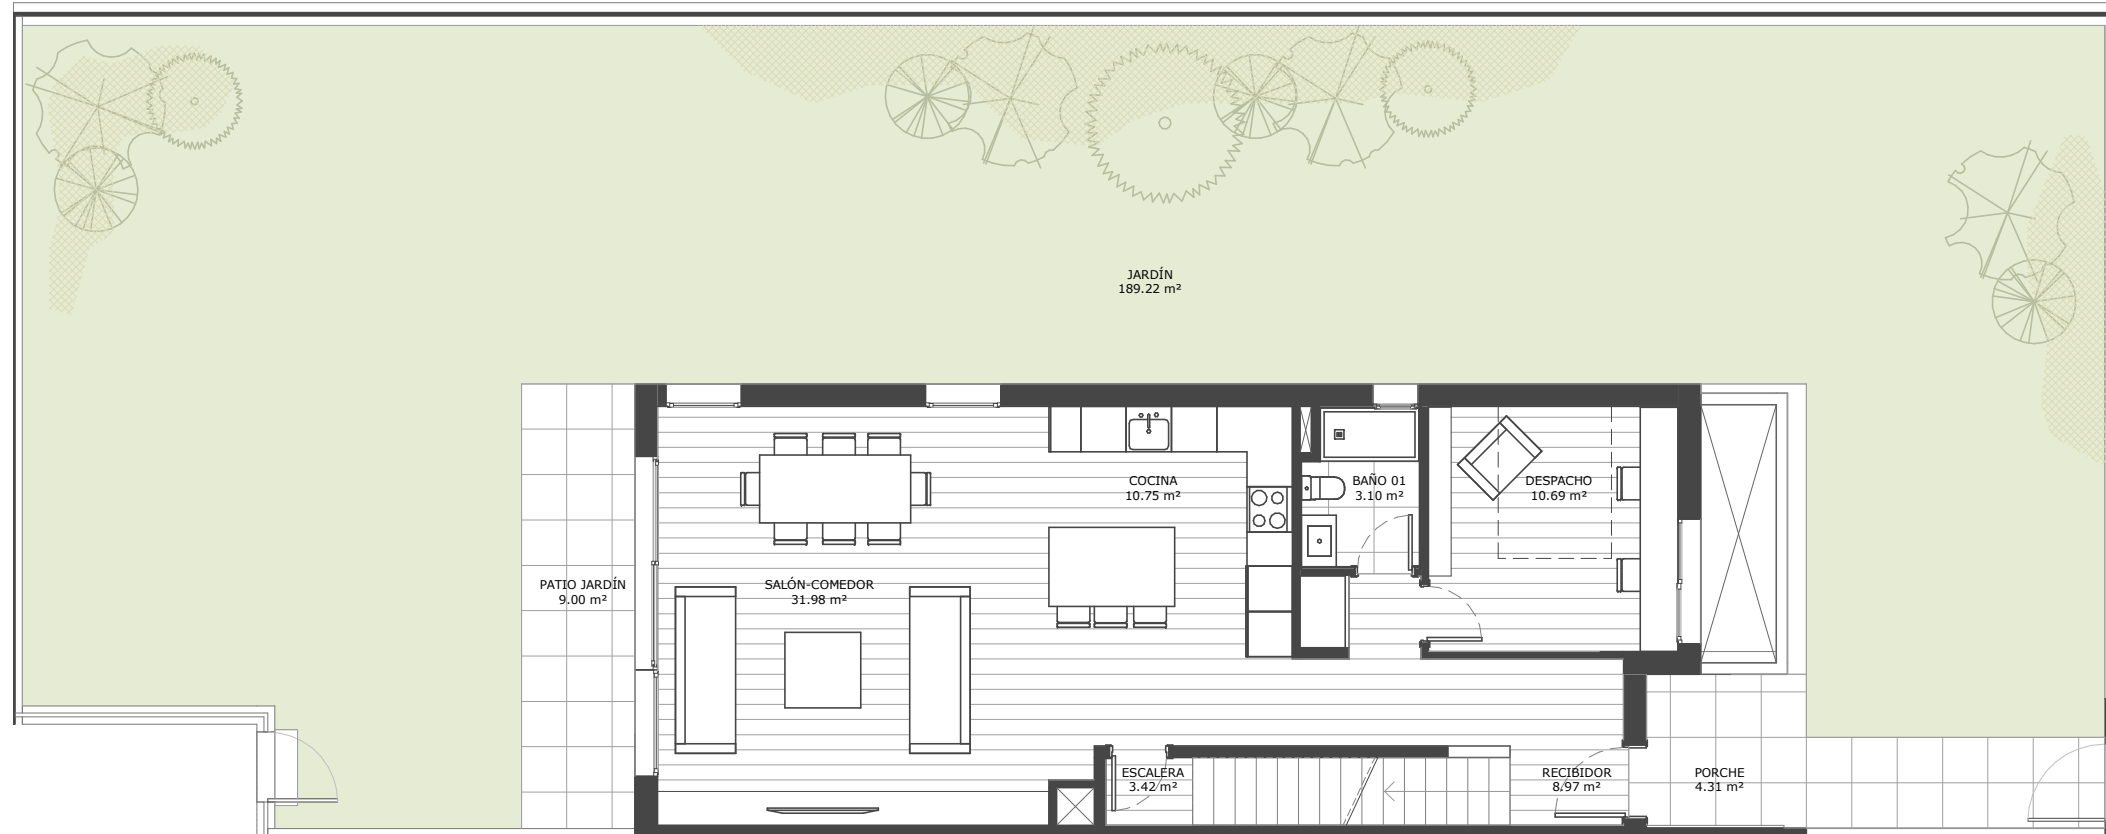 JARDÍN
189.22 m²
COCINA
10.75 m²
BAÑO 01
3.10 m²
DESPACHO
10.69 m²
PATIO JARDÍN
9.00 m²
SALÓN-COMEDOR
31.98 m²
ESCALERA
3.42 m²
RECIBIDOR
8.97 m²
PORCHE
4.31 m²